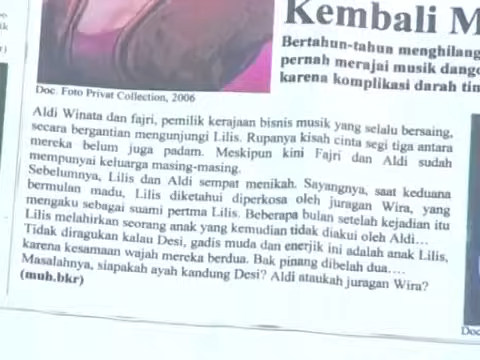 Kembali M
Bertahun-tahun menghilang
pernah merajai musik dang
karena komplikasi darah tin
Doc. Foto Privat Collection, 2006
Aldi Winata dan fajri, pemilik kerajaan bisnis musik yang selalu bersaing,
secara bergantian mengunjungi Lilis. Rupanya kisah cinta segi tiga antara
mereka belum juga padam. Meskipun kini Fajri dan Aldi sudah
mempunyai keluarga masing-masing.
Sebelumnya, Lilis dan Aldi sempat menikah. Sayangnya, saat keduana
bermulan madu, Lilis diketahui diperkosa oleh juragan Wira, yang
mengaku sebagai suami pertma Lilis. Beberapa bulan setelah kejadian itu
Lilis melahirkan seorang anak yang kemudian tidak diakui oleh Aldi...
Tidak diragukan kalau Desi, gadis muda dan enerjik ini adalah anak Lilis,
karena kesamaan wajah mereka berdua. Bak pinang dibelah dua....
Masalahnya, siapakah ayah kandung Desi? Aldi ataukah juragan Wira?
(muh.bkr)
Doc